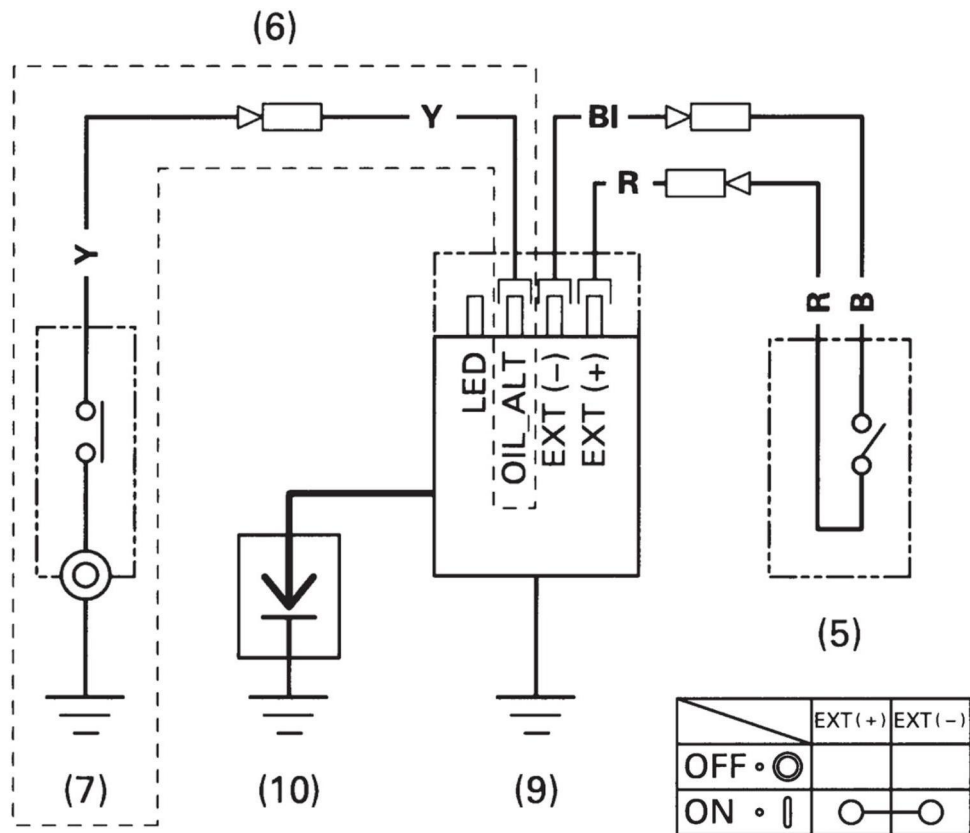 (6)
Y
Bl
R
Y
R
B
LED
OIL_ALT
EXT (-)
EXT (+)
(5)
(7)
(10)
(9)
EXT(+) EXT(-)
OFF
ON